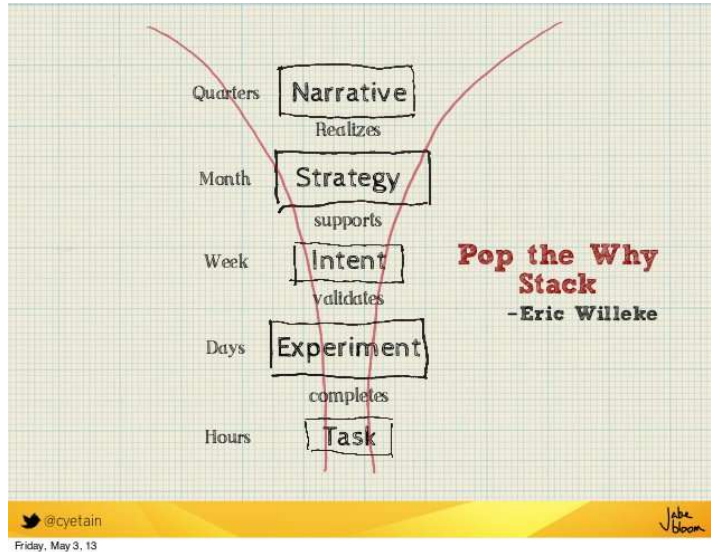 Quarters Narrative
Realizes
Month Strategy
supports
Week Intent
validates
Pop the Why
Stack
-Eric Willeke
Days Experiment
completes
Hours Task
@cyetain
Jabe
bloom
Friday, May 3, 13